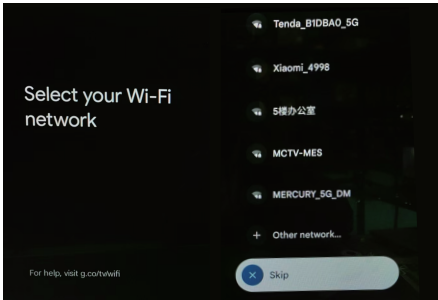 Select your Wi-Fi
network
For help, visit g.co/tv/wifi
Tenda_B1DBA0_5G
Xiaomi_4998
5楼办公室
MCTV-MES
MERCURY_5G_DM
Other network...
Skip